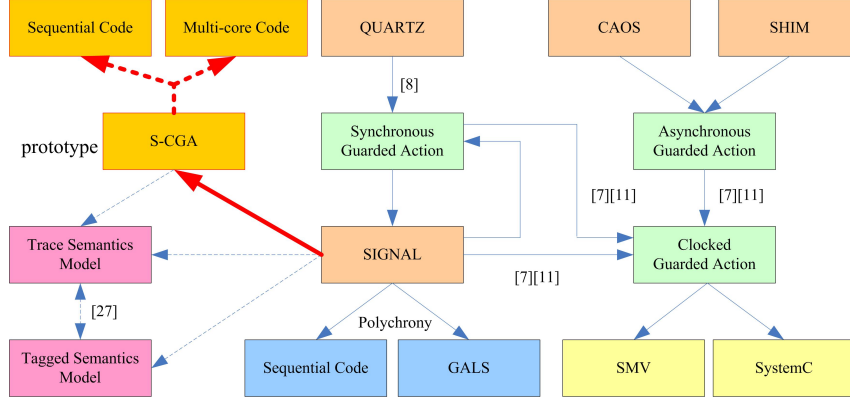 Sequential Code
Multi-core Code
QUARTZ
CAOS
SHIM
[8]
prototype
S-CGA
Synchronous
Guarded Action
Asynchronous
Guarded Action
[7][11]
[7][11]
Trace Semantics
Model
SIGNAL
Clocked
Guarded Action
[7][11]
[27]
Polychrony
Tagged Semantics
Model
Sequential Code
GALS
SMV
SystemC